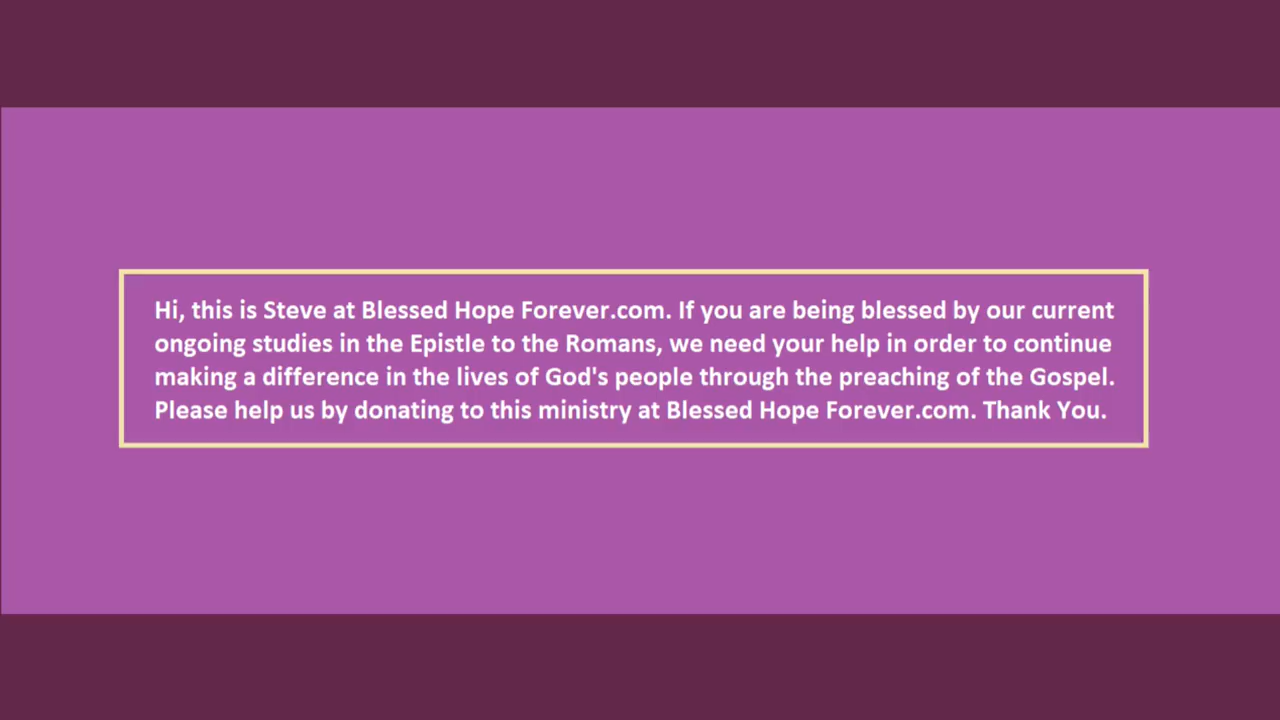 Hi, this is Steve at Blessed Hope Forever.com. If you are being blessed by our current
ongoing studies in the Epistle to the Romans, we need your help in order to continue
making a difference in the lives of God's people through the preaching of the Gospel.
Please help us by donating to this ministry at Blessed Hope Forever.com. Thank You.